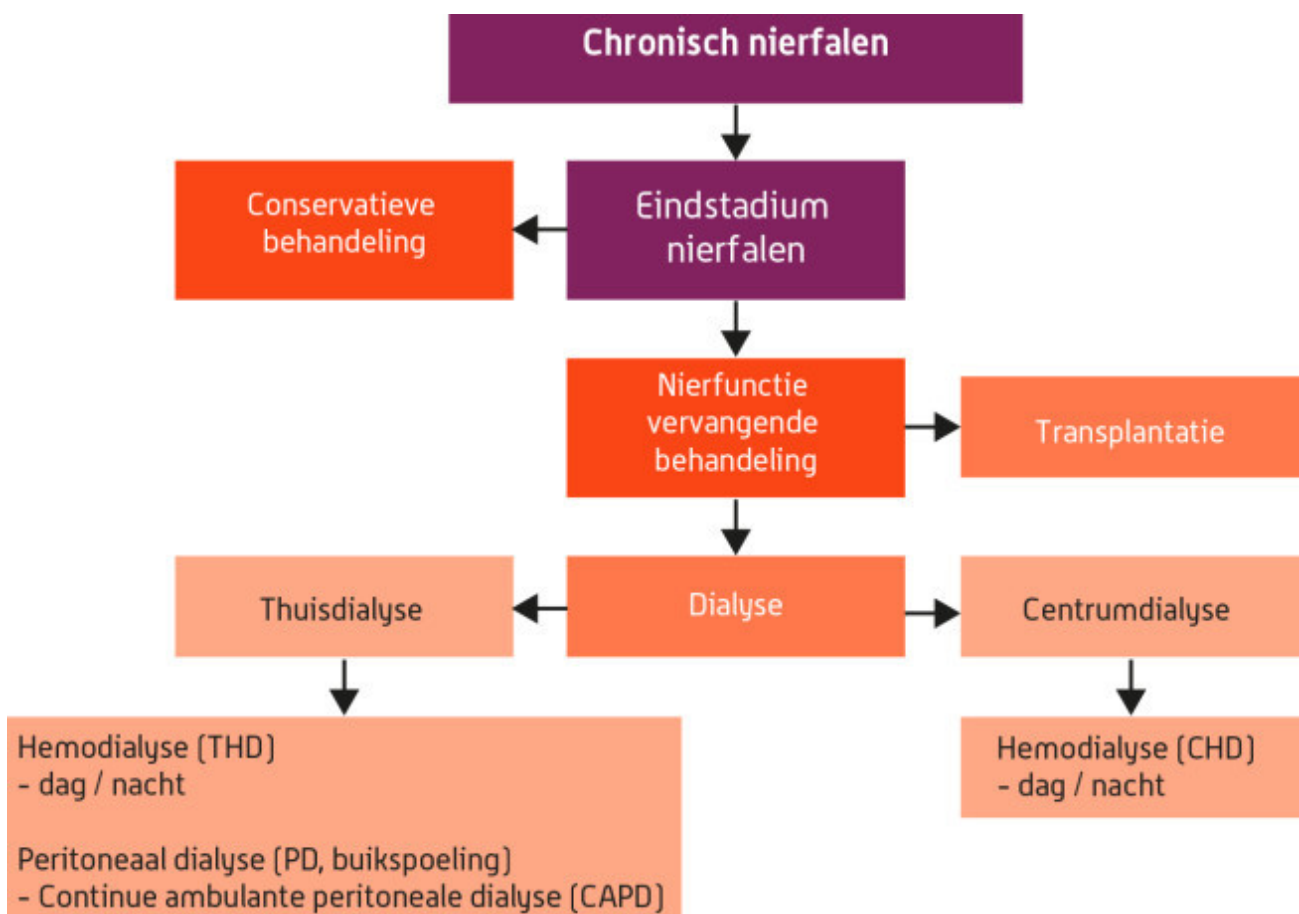 Chronisch nierfalen
Conservatieve
behandeling
Eindstadium
nierfalen
Nierfunctie
vervangende
behandeling
Transplantatie
Thuisdialyse
Dialyse
Centrumdialyse
Hemodialyse (THD)
- dag / nacht
Peritoneaal dialyse (PD, buikspoeling)
- Continue ambulante peritoneale dialyse (CAPD)
Hemodialyse (CHD)
- dag / nacht